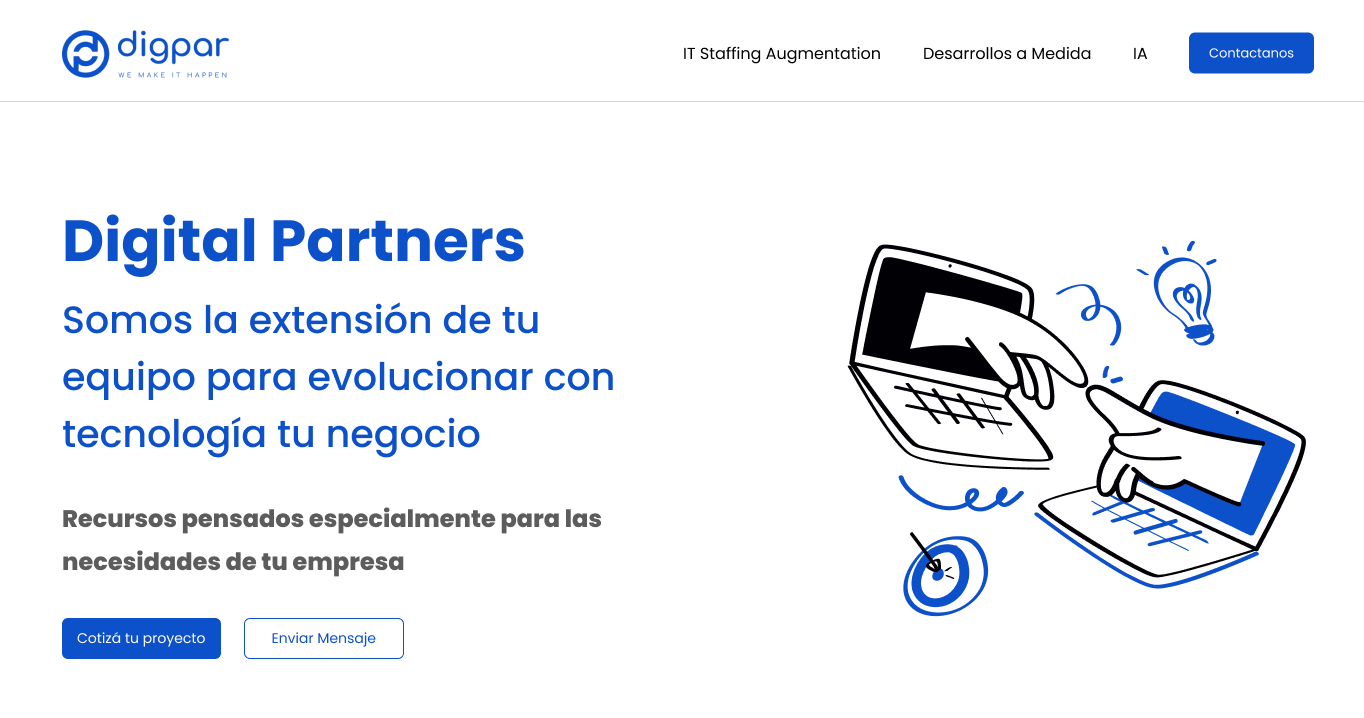 digpar
WE MAKE IT HAPPEN
IT Staffing Augmentation
Desarrollos a Medida
IA
Contactanos
Digital Partners
Somos la extensión de tu
equipo para evolucionar con
tecnología tu negocio
Recursos pensados especialmente para las
necesidades de tu empresa
Cotizá tu proyecto
Enviar Mensaje